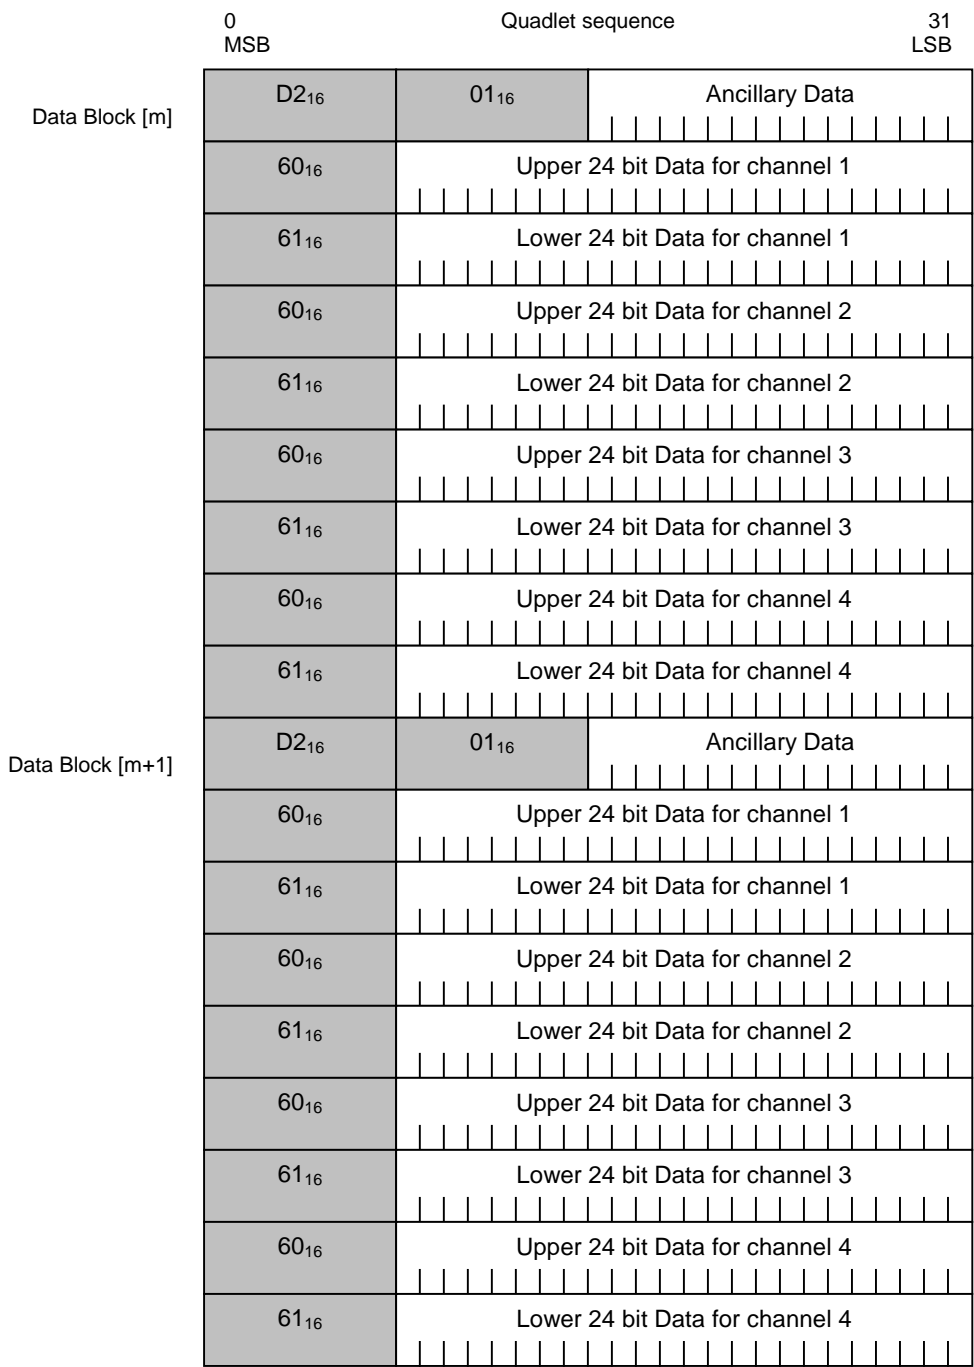 0 Quadlet sequence 31
MSB LSB
D2₁₆ 01₁₆ Ancillary Data
Data Block [m]
60₁₆ Upper 24 bit Data for channel 1
61₁₆ Lower 24 bit Data for channel 1
60₁₆ Upper 24 bit Data for channel 2
61₁₆ Lower 24 bit Data for channel 2
60₁₆ Upper 24 bit Data for channel 3
61₁₆ Lower 24 bit Data for channel 3
60₁₆ Upper 24 bit Data for channel 4
61₁₆ Lower 24 bit Data for channel 4
D2₁₆ 01₁₆ Ancillary Data
Data Block [m+1]
60₁₆ Upper 24 bit Data for channel 1
61₁₆ Lower 24 bit Data for channel 1
60₁₆ Upper 24 bit Data for channel 2
61₁₆ Lower 24 bit Data for channel 2
60₁₆ Upper 24 bit Data for channel 3
61₁₆ Lower 24 bit Data for channel 3
60₁₆ Upper 24 bit Data for channel 4
61₁₆ Lower 24 bit Data for channel 4